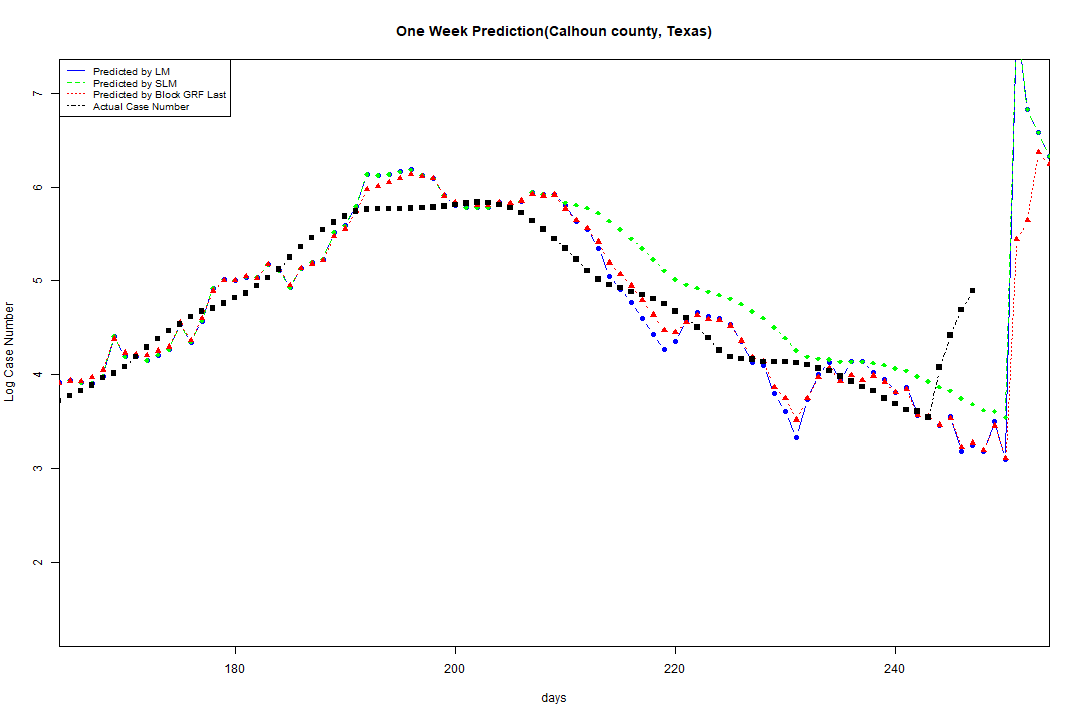 One Week Prediction(Calhoun county, Texas)
Predicted by LM
Predicted by SLM
Predicted by Block GRF Last
Actual Case Number
7
6
5
4
3
2
Log Case Number
180
200
220
240
days